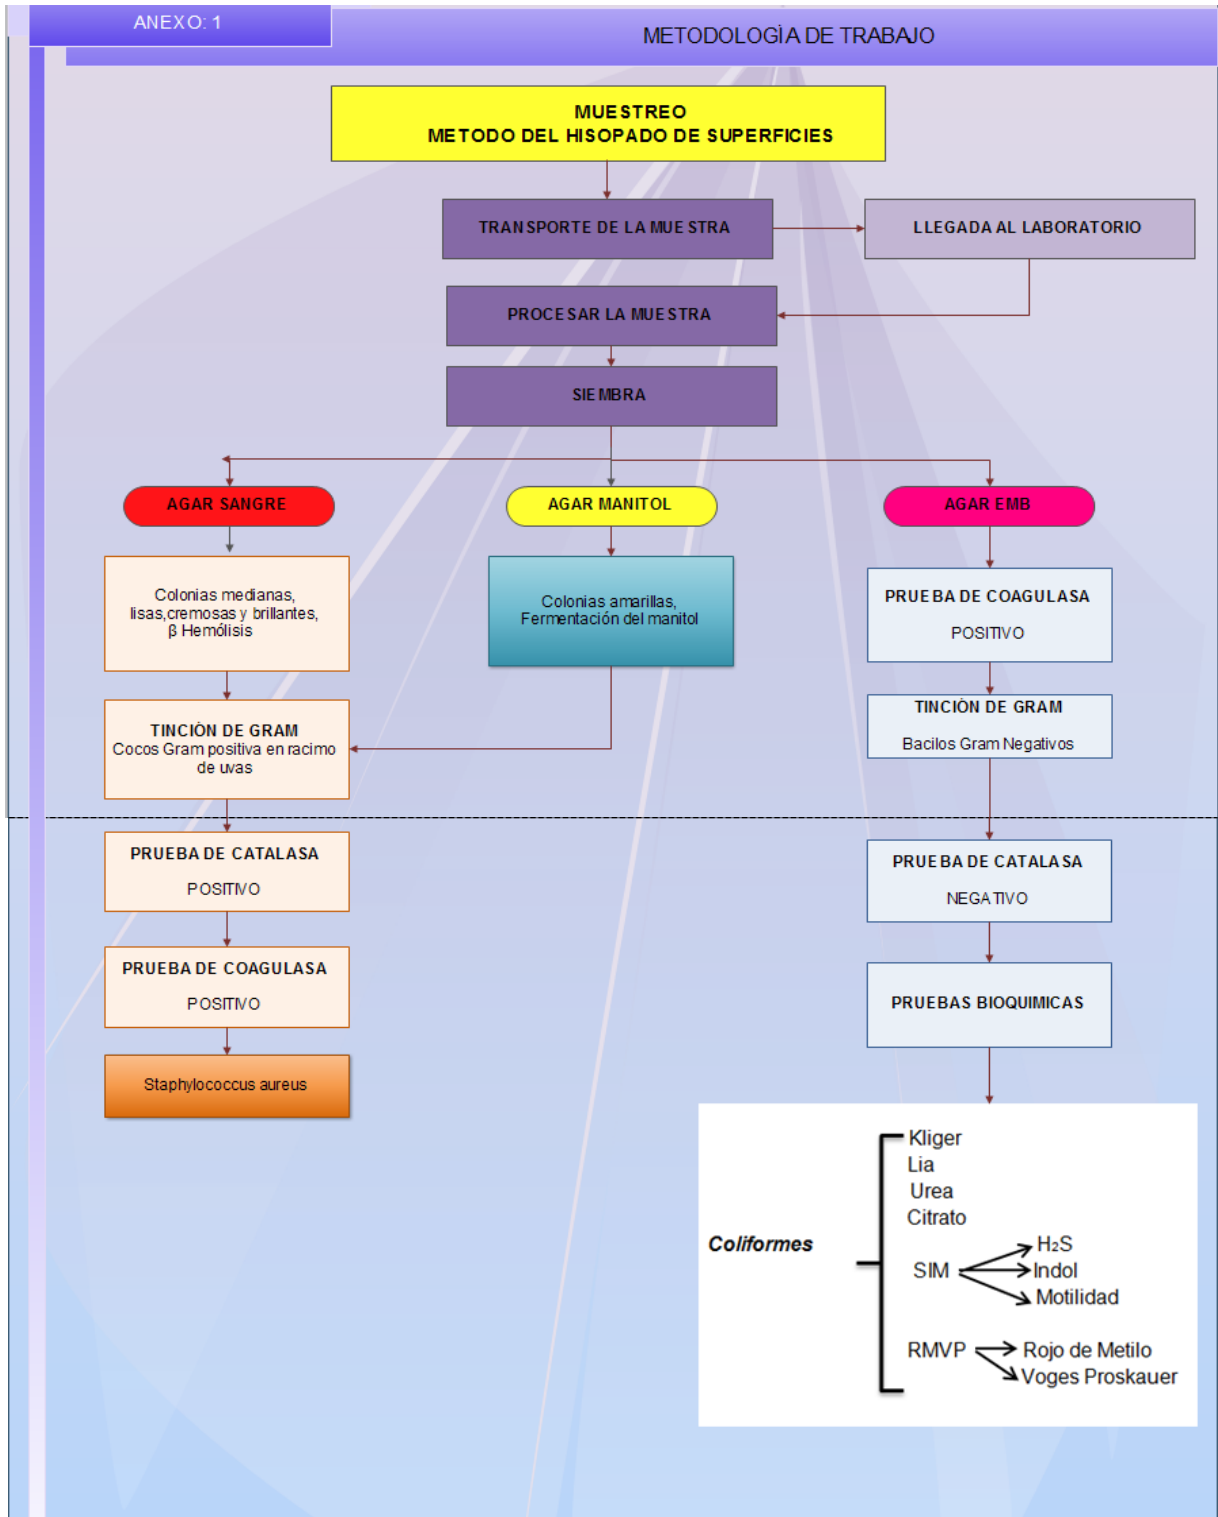 ANEXO: 1
METODOLOGÌA DE TRABAJO
MUESTREO
METODO DEL HISOPADO DE SUPERFICIES
TRANSPORTE DE LA MUESTRA
LLEGADA AL LABORATORIO
PROCESAR LA MUESTRA
SIEMBRA
AGAR SANGRE
AGAR MANITOL
AGAR EMB
Colonias medianas,
lisas,cremosas y brillantes,
β Hemólisis
Colonias amarillas,
Fermentación del manitol
PRUEBA DE COAGULASA
POSITIVO
TINCIÓN DE GRAM
Cocos Gram positiva en racimo
de uvas
TINCIÓN DE GRAM
Bacilos Gram Negativos
PRUEBA DE CATALASA
POSITIVO
PRUEBA DE CATALASA
NEGATIVO
PRUEBA DE COAGULASA
POSITIVO
PRUEBAS BIOQUIMICAS
Staphylococcus aureus
Coliformes
Kliger
Lia
Urea
Citrato
SIM
H₂S
Indol
Motilidad
RMVP
Rojo de Metilo
Voges Proskauer